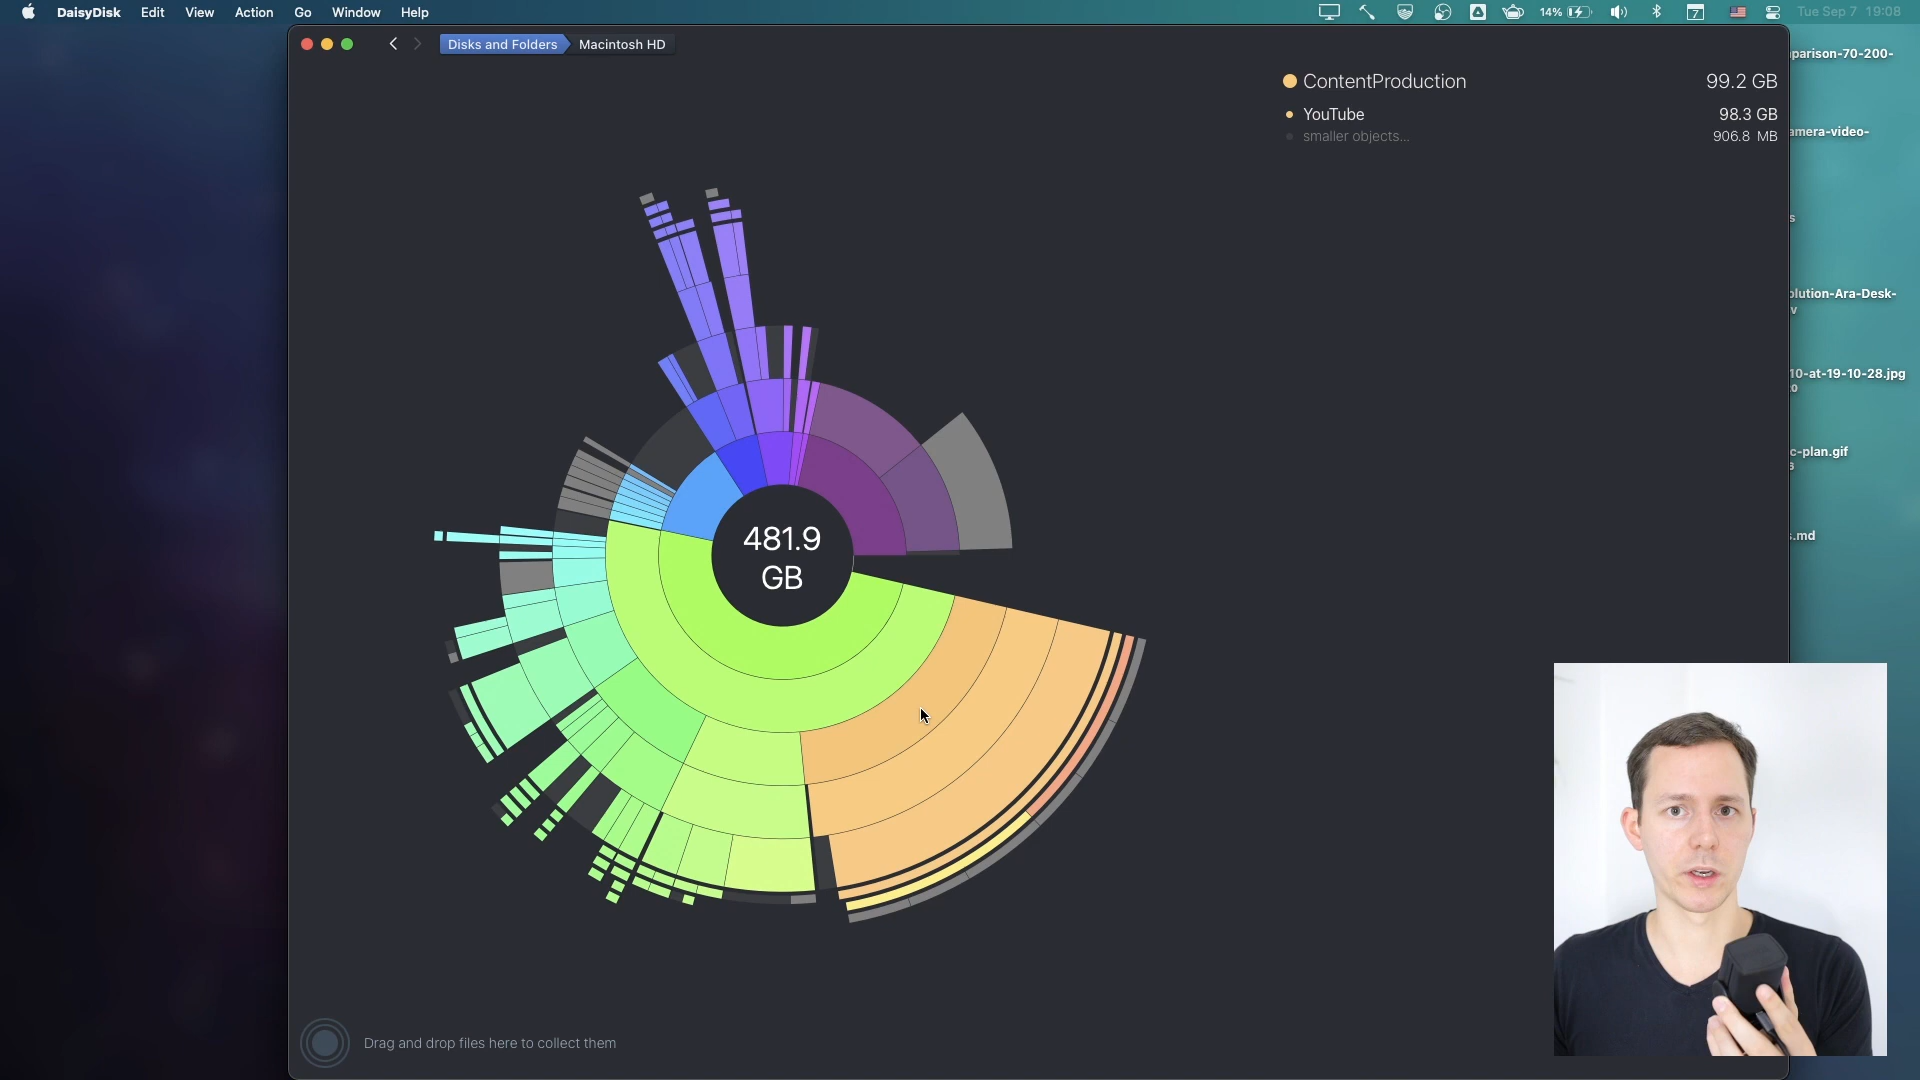 DaisyDisk Edit View Action Go Window Help 14% 7 Tue Sep 7 19:08
Disks and Folders Macintosh HD
ContentProduction 99.2 GB
YouTube 98.3 GB
smaller objects... 906.8 MB
481.9
GB
Drag and drop files here to collect them
parison-70-200-
amera-video-
s
olution-Ara-Desk-
v
10-at-19-10-28.jpg
c-plan.gif
s.md